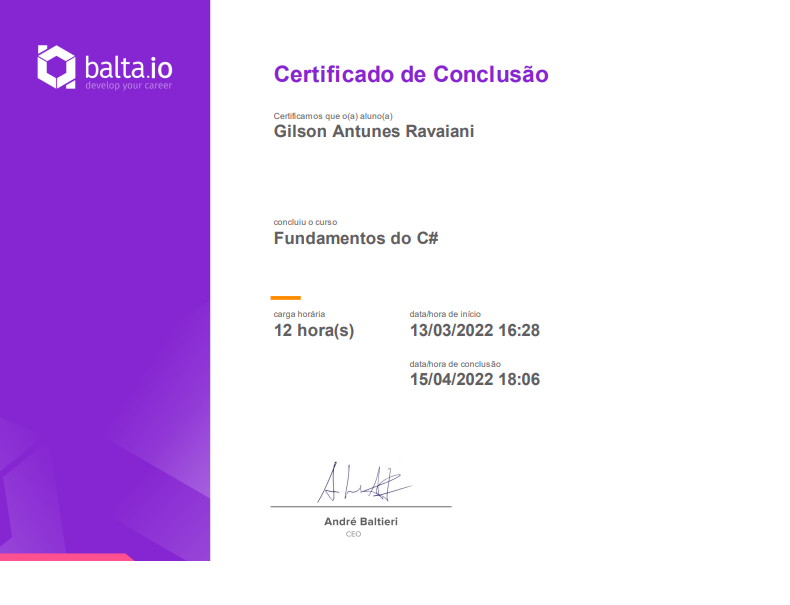 balta.io
develop your career
Certificado de Conclusão
Certificamos que o(a) aluno(a)
Gilson Antunes Ravaiani
concluiu o curso
Fundamentos do C#
carga horária
12 hora(s)
data/hora de início
13/03/2022 16:28
data/hora de conclusão
15/04/2022 18:06
André Baltieri
CEO